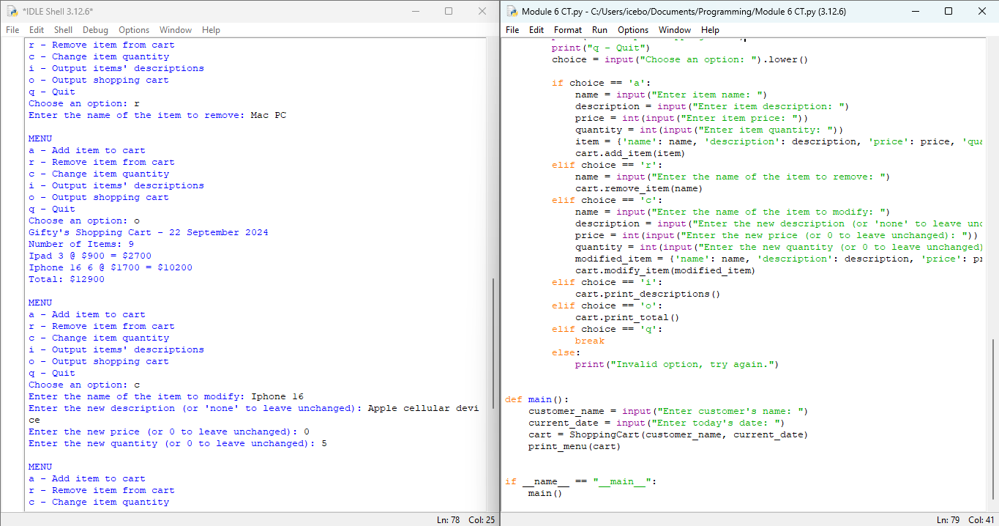 *IDLE Shell 3.12.6*
File Edit Shell Debug Options Window Help
r - Remove item from cart
c - Change item quantity
i - Output items' descriptions
o - Output shopping cart
q - Quit
Choose an option: r
Enter the name of the item to remove: Mac PC
MENU
a - Add item to cart
r - Remove item from cart
c - Change item quantity
i - Output items' descriptions
o - Output shopping cart
q - Quit
Choose an option: o
Gifty's Shopping Cart - 22 September 2024
Number of Items: 9
Ipad 3 @ $900 = $2700
Iphone 16 6 @ $1700 = $10200
Total: $12900
MENU
a - Add item to cart
r - Remove item from cart
c - Change item quantity
i - Output items' descriptions
o - Output shopping cart
q - Quit
Choose an option: c
Enter the name of the item to modify: Iphone 16
Enter the new description (or 'none' to leave unchanged): Apple cellular devi
ce
Enter the new price (or 0 to leave unchanged): 0
Enter the new quantity (or 0 to leave unchanged): 5
MENU
a - Add item to cart
r - Remove item from cart
c - Change item quantity
Ln: 78 Col: 25
Module 6 CT.py - C:/Users/icebo/Documents/Programming/Module 6 CT.py (3.12.6)
File Edit Format Run Options Window Help
print("q - Quit")
choice = input("Choose an option: ").lower()
if choice == 'a':
name = input("Enter item name: ")
description = input("Enter item description: ")
price = int(input("Enter item price: "))
quantity = int(input("Enter item quantity: "))
item = {'name': name, 'description': description, 'price': price, 'qua
cart.add_item(item)
elif choice == 'r':
name = input("Enter the name of the item to remove: ")
cart.remove_item(name)
elif choice == 'c':
name = input("Enter the name of the item to modify: ")
description = input("Enter the new description (or 'none' to leave unc
price = int(input("Enter the new price (or 0 to leave unchanged): "))
quantity = int(input("Enter the new quantity (or 0 to leave unchanged)
modified_item = {'name': name, 'description': description, 'price': pr
cart.modify_item(modified_item)
elif choice == 'i':
cart.print_descriptions()
elif choice == 'o':
cart.print_total()
elif choice == 'q':
break
else:
print("Invalid option, try again.")
def main():
customer_name = input("Enter customer's name: ")
current_date = input("Enter today's date: ")
cart = ShoppingCart(customer_name, current_date)
print_menu(cart)
if __name__ == "__main__":
main()
Ln: 79 Col: 41